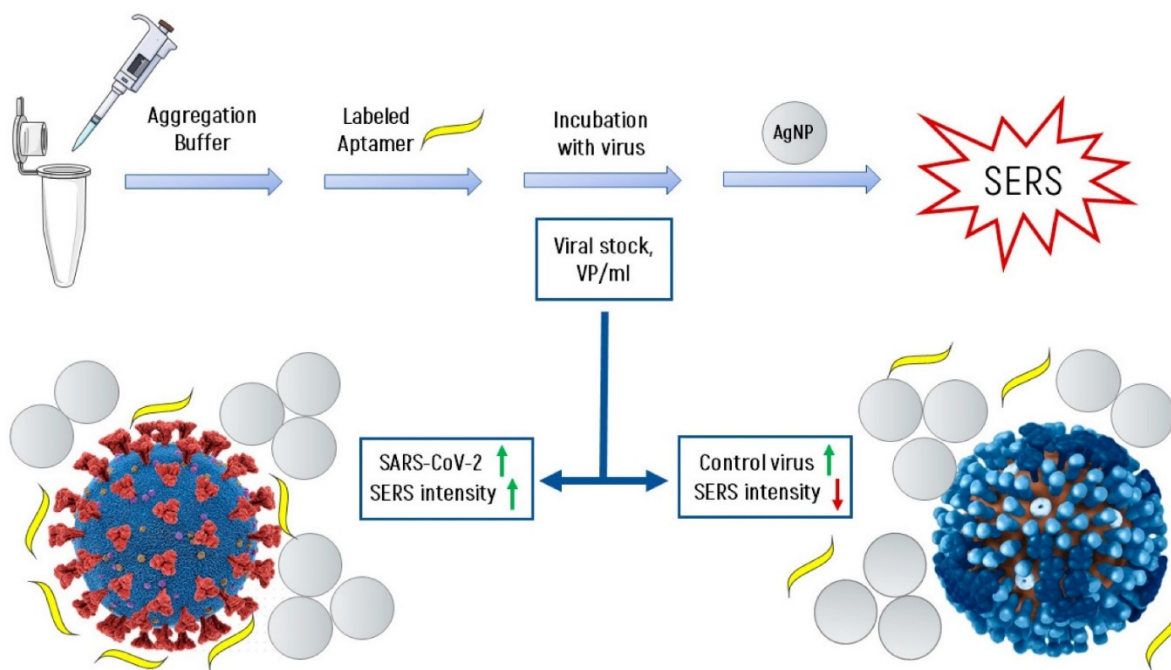 Aggregation
Buffer
Labeled
Aptamer
Incubation
with virus
AgNP
SERS
Viral stock,
VP/ml
SARS-CoV-2
SERS intensity
Control virus
SERS intensity